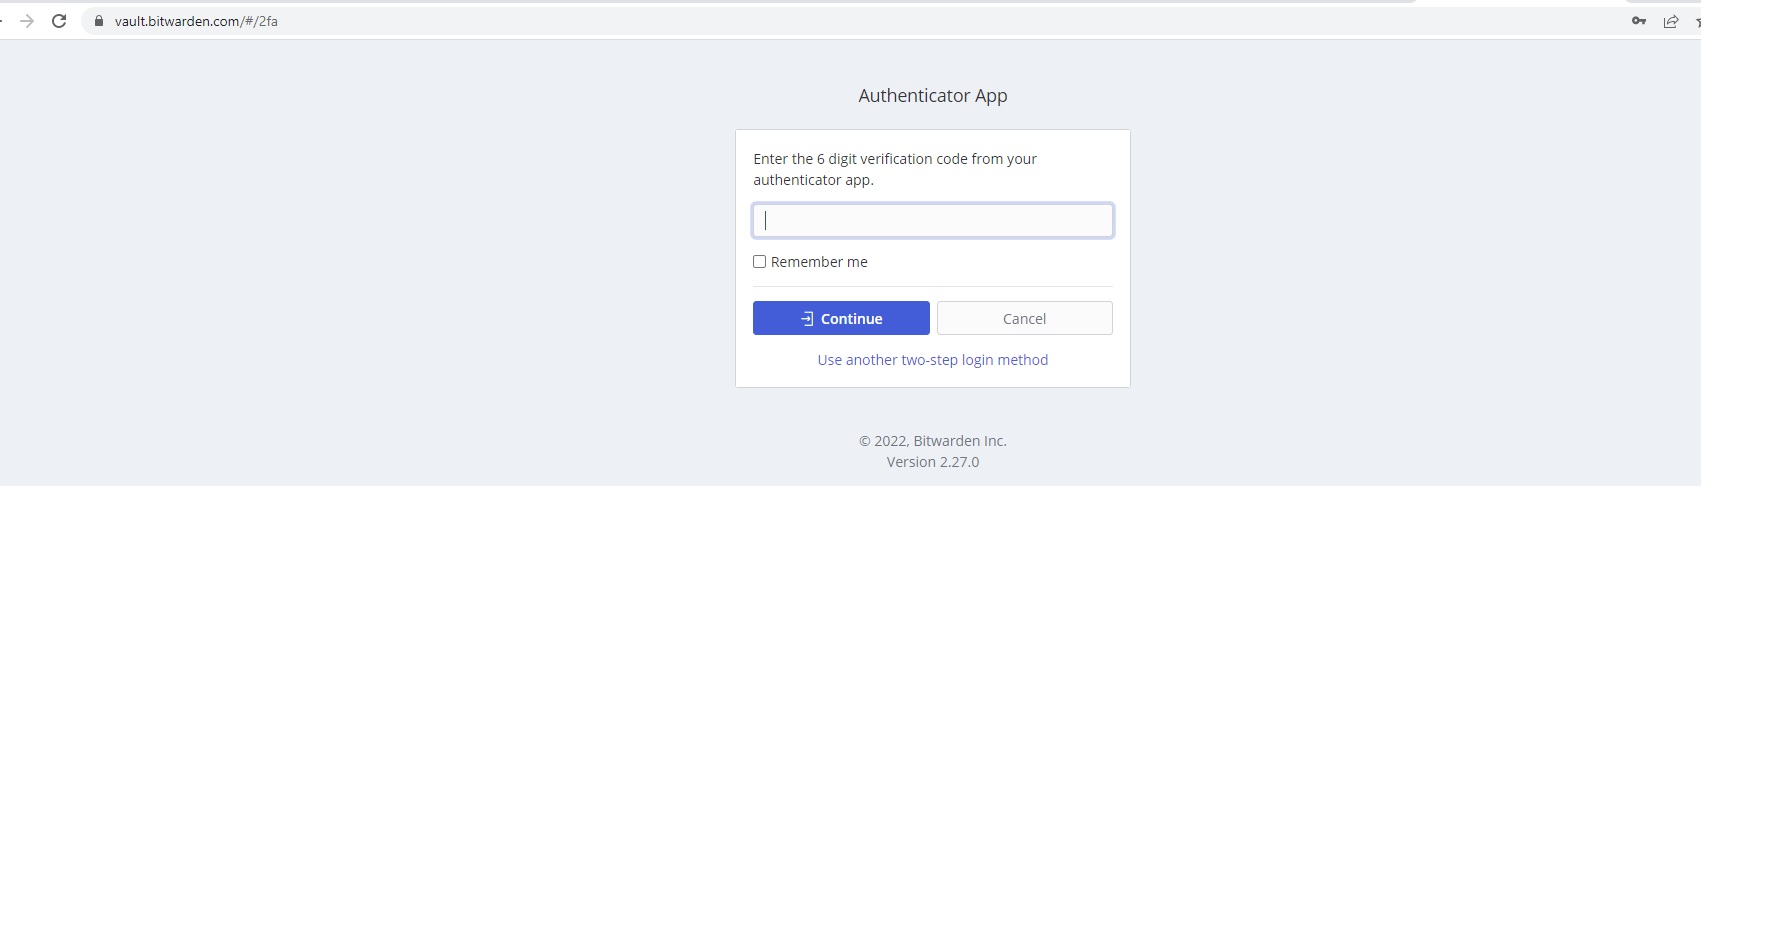 vault.bitwarden.com/#/2fa
Authenticator App
Enter the 6 digit verification code from your
authenticator app.
Remember me
Continue
Cancel
Use another two-step login method
© 2022, Bitwarden Inc.
Version 2.27.0